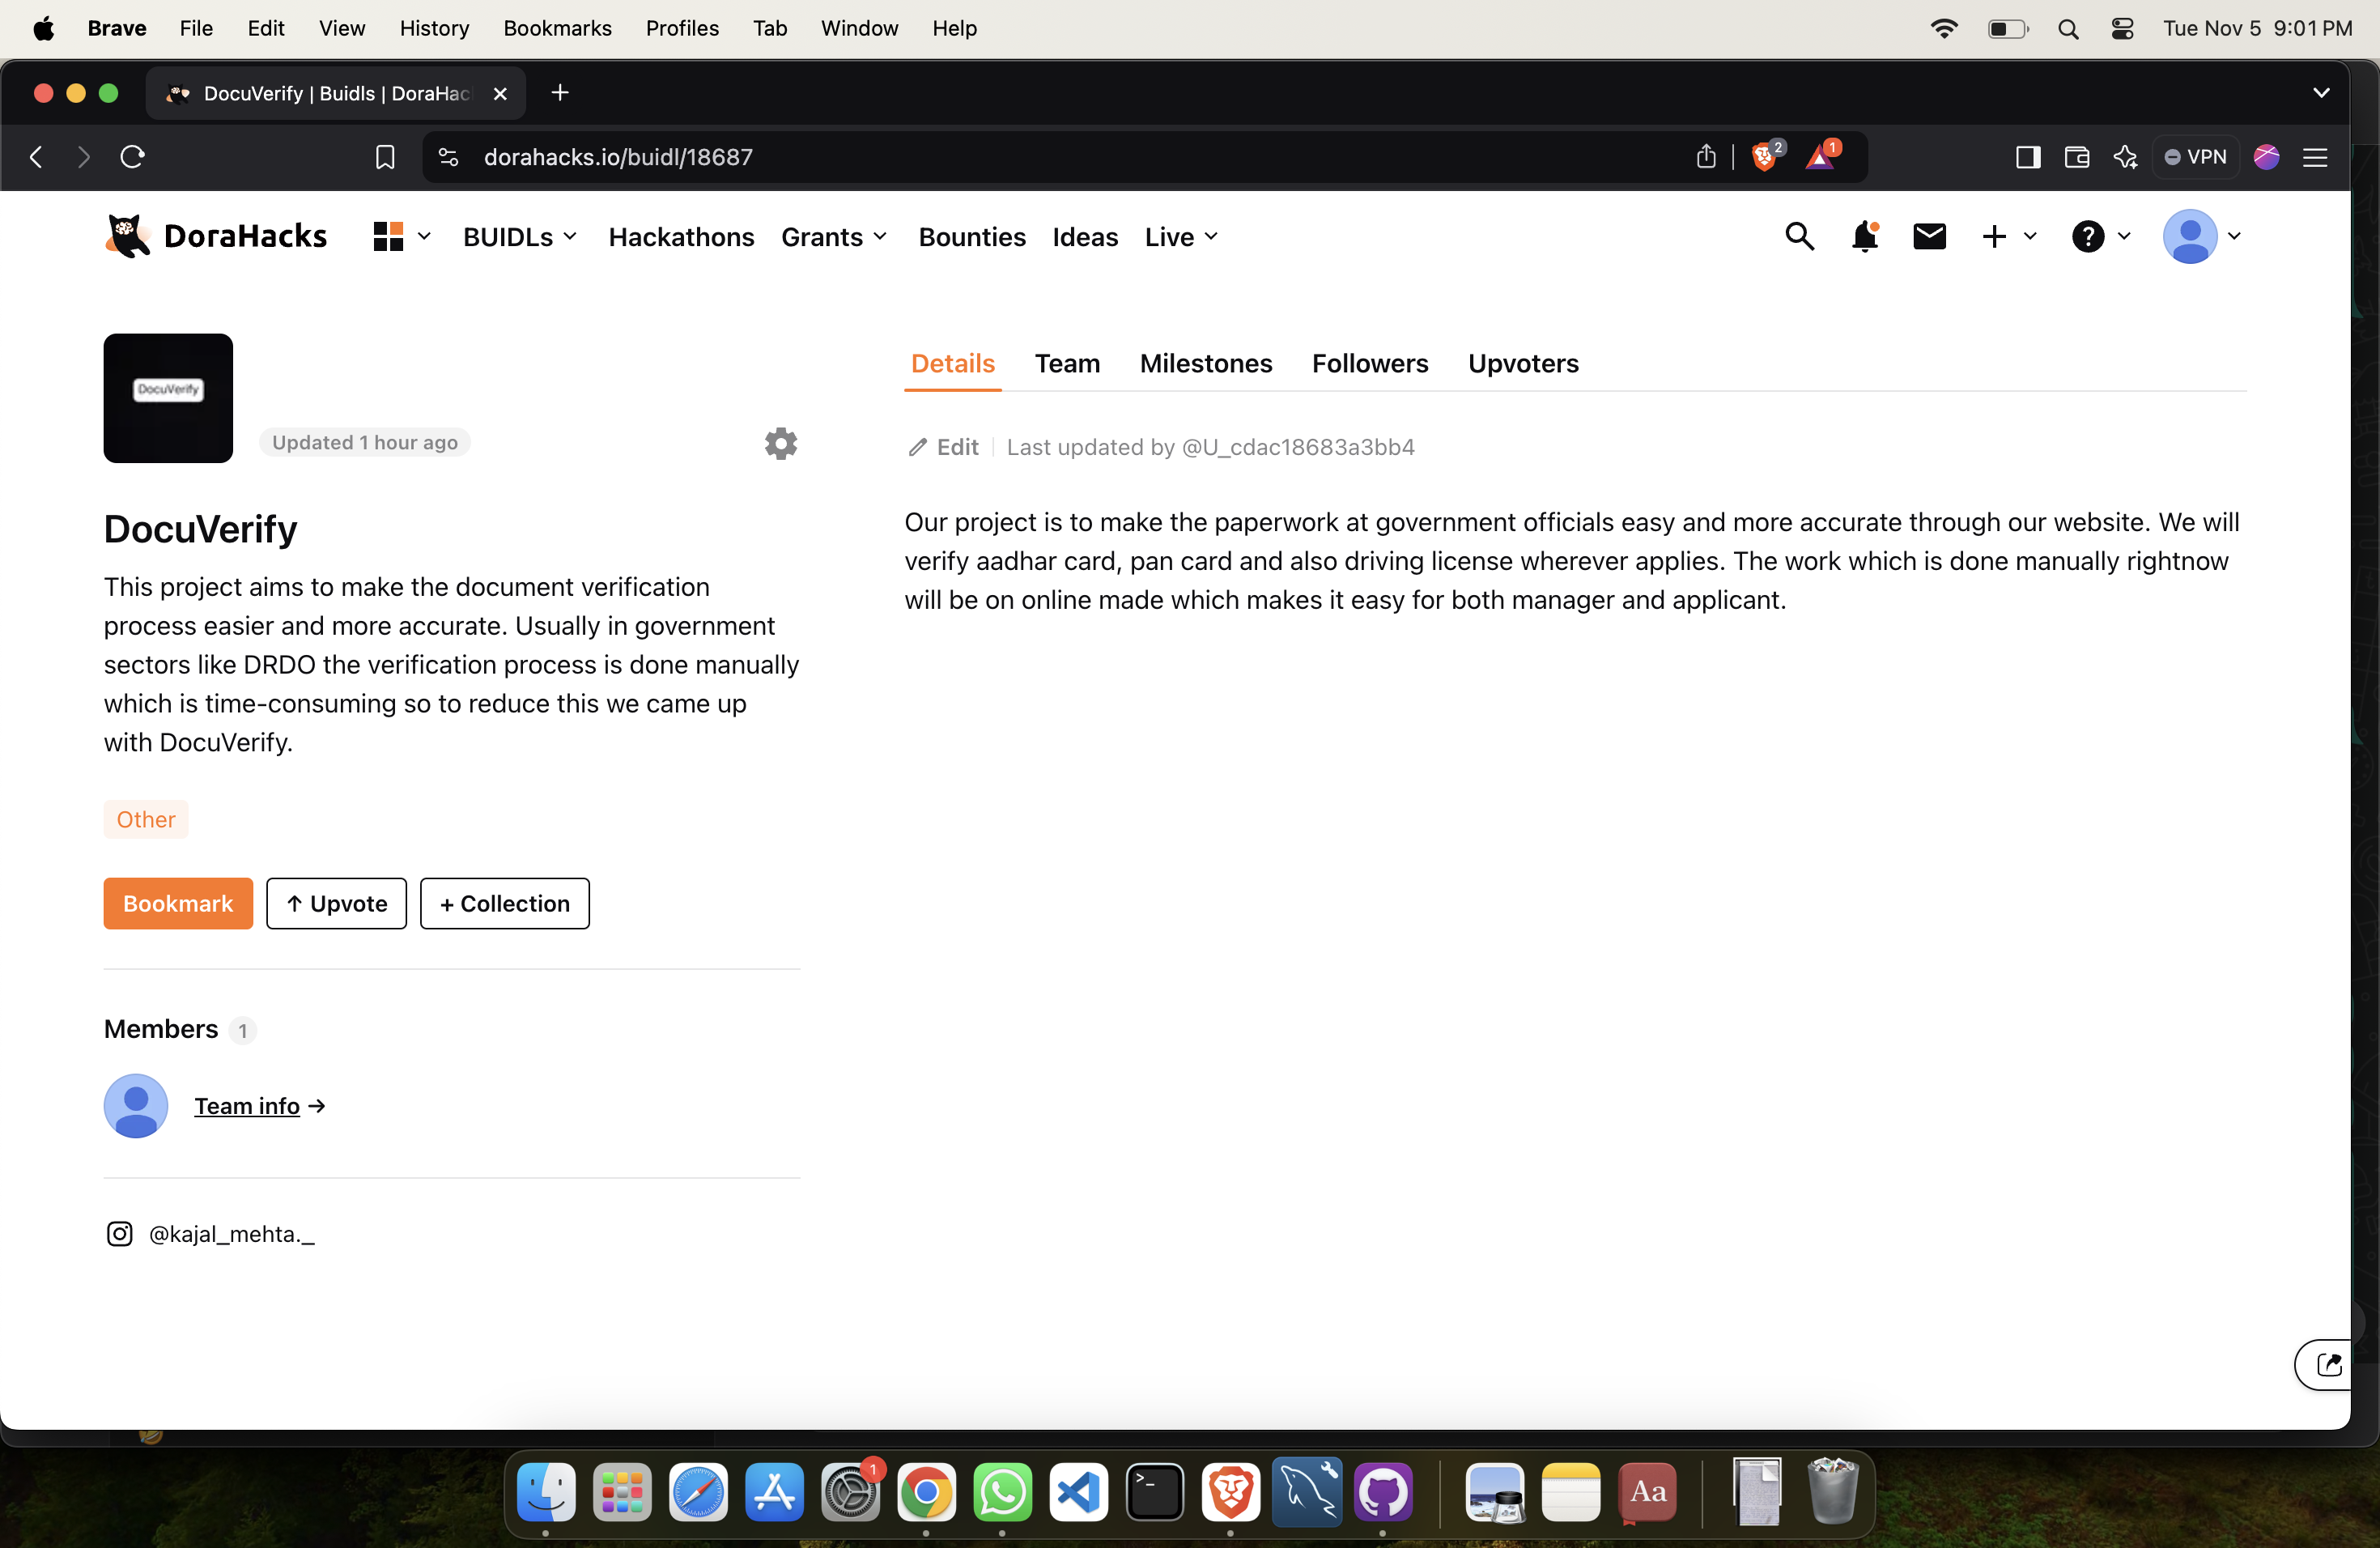 Brave File Edit View History Bookmarks Profiles Tab Window Help Tue Nov 5 9:01 PM
DocuVerify | Buidls | DoraHac
dorahacks.io/buidl/18687 2 1 VPN
DoraHacks BUIDLs Hackathons Grants Bounties Ideas Live
DocuVerify
Updated 1 hour ago
DocuVerify
This project aims to make the document verification
process easier and more accurate. Usually in government
sectors like DRDO the verification process is done manually
which is time-consuming so to reduce this we came up
with DocuVerify.
Other
Bookmark ↑ Upvote + Collection
Members 1
Team info →
@kajal_mehta._
Details Team Milestones Followers Upvoters
Edit Last updated by @U_cdac18683a3bb4
Our project is to make the paperwork at government officials easy and more accurate through our website. We will
verify aadhar card, pan card and also driving license wherever applies. The work which is done manually rightnow
will be on online made which makes it easy for both manager and applicant.
1
Aa